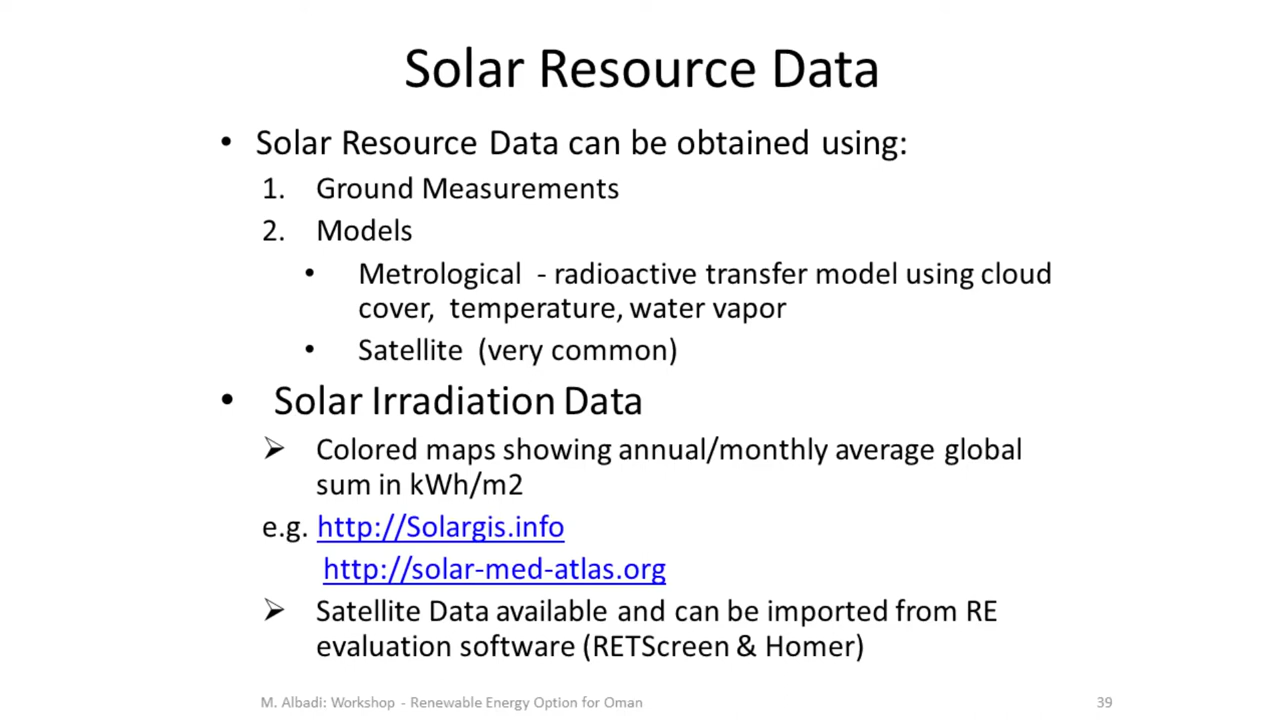 Solar Resource Data
• Solar Resource Data can be obtained using:
1. Ground Measurements
2. Models
• Metrological - radioactive transfer model using cloud
cover, temperature, water vapor
• Satellite (very common)
• Solar Irradiation Data
➢ Colored maps showing annual/monthly average global
sum in kWh/m2
e.g. http://Solargis.info
http://solar-med-atlas.org
➢ Satellite Data available and can be imported from RE
evaluation software (RETScreen & Homer)
M. Albadi: Workshop - Renewable Energy Option for Oman 39